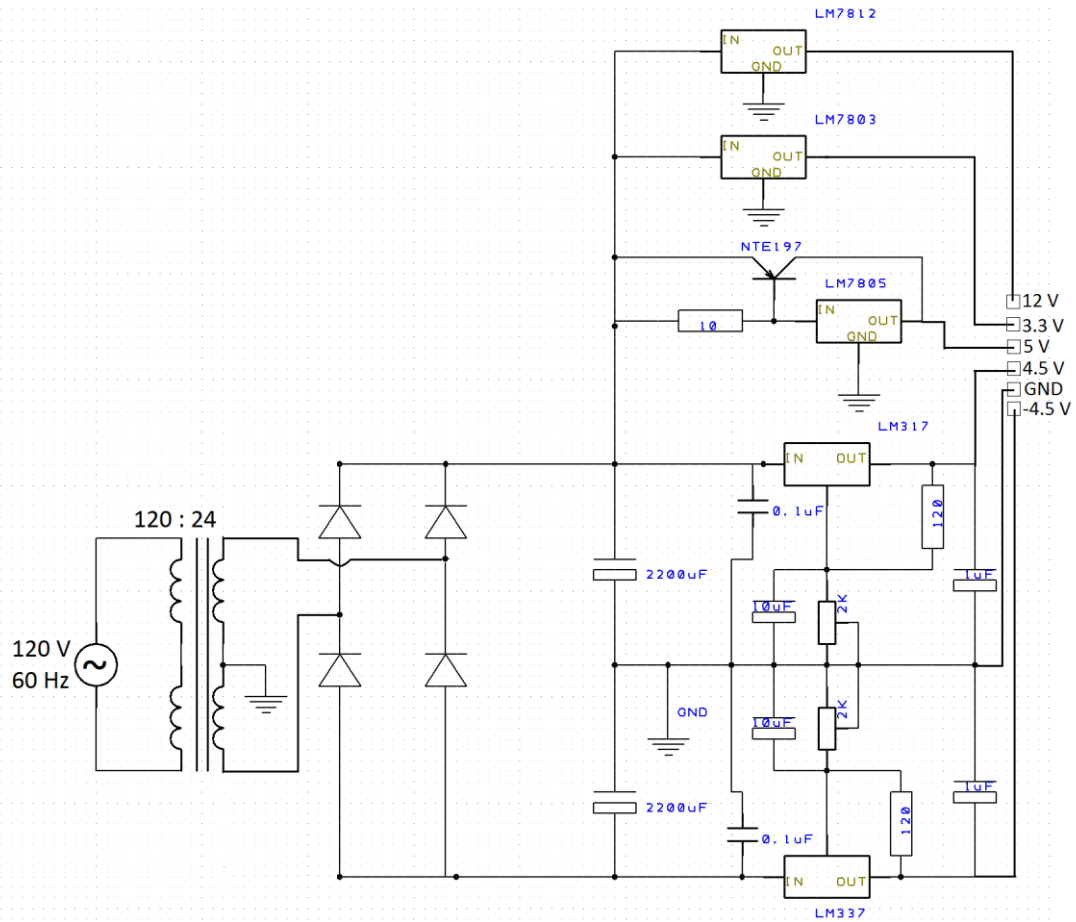 LM7812
IN
OUT
GND
LM7803
IN
OUT
GND
NTE197
LM7805
IN
OUT
GND
10
12 V
3.3 V
5 V
4.5 V
GND
-4.5 V
LM317
IN
OUT
120 : 24
0.1uF
120
2200uF
10uF
2K
1uF
120 V
60 Hz
GND
10uF
2K
2200uF
0.1uF
120
1uF
IN
OUT
LM337